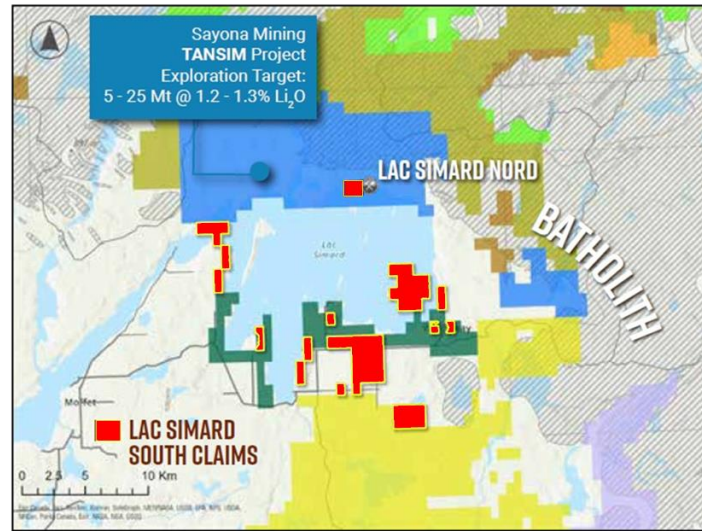 Sayona Mining
TANSIM Project
Exploration Target:
5 - 25 Mt @ 1.2 - 1.3% Li₂O
LAC SIMARD NORD
BATHOLITH
Lac
Simard
Moffet
LAC SIMARD
SOUTH CLAIMS
0 2.5 5 10 Km